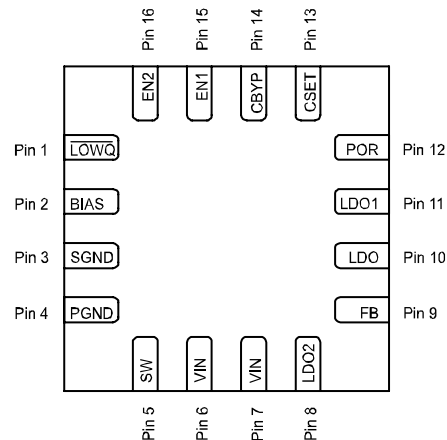 Pin 16
Pin 15
Pin 14
Pin 13
EN2
EN1
CBYP
CSET
Pin 1
LOWQ
POR
Pin 12
Pin 2
BIAS
LDO1
Pin 11
Pin 3
SGND
LDO
Pin 10
Pin 4
PGND
FB
Pin 9
SW
VIN
VIN
LDO2
Pin 5
Pin 6
Pin 7
Pin 8